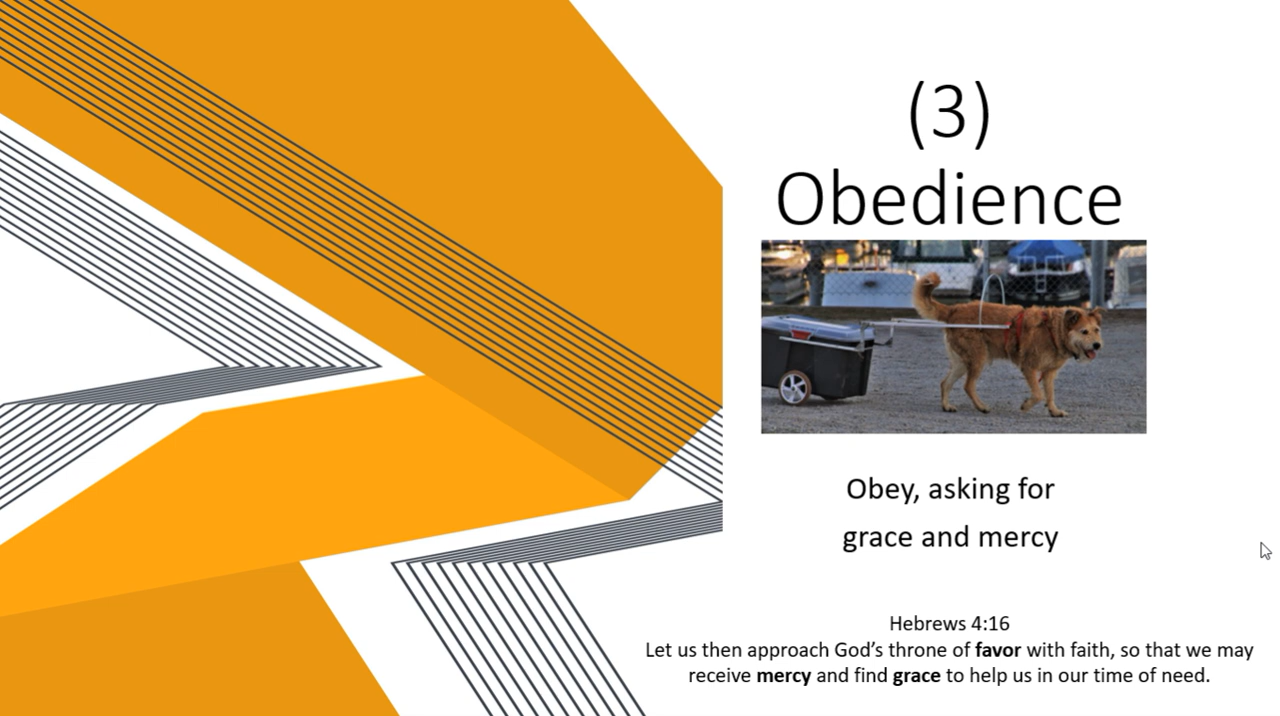 (3)
Obedience
Obey, asking for
grace and mercy
Hebrews 4:16
Let us then approach God’s throne of favor with faith, so that we may
receive mercy and find grace to help us in our time of need.